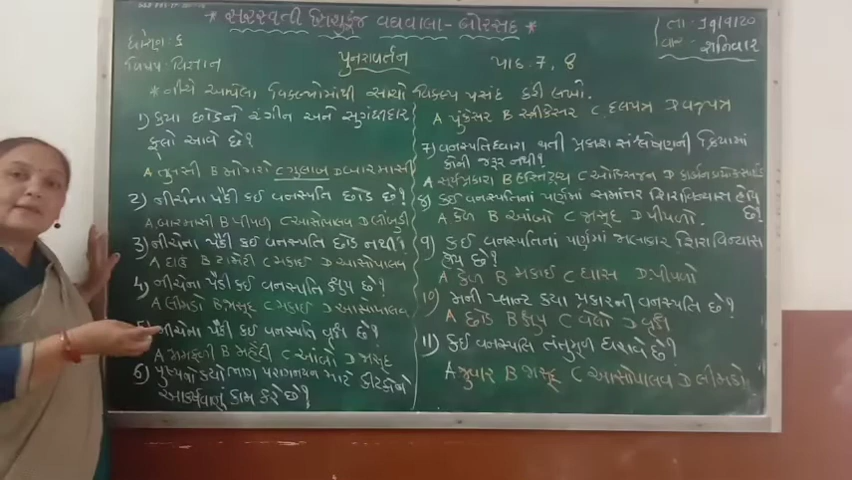 * સરસ્વતી શિશુકુંજ વઘવાલા - બોરસદ *
તા: 19/9/20
વાર: શનિવાર
ધોરણ: ૬
વિષય: વિજ્ઞાન
પુનરાવર્તન
પાઠ: 7, 8
* નીચે આપેલા વિકલ્પોમાંથી સાચો વિકલ્પ પસંદ કરી લખો.
1) કયા છોડને રંગીન અને સુગંધીદાર
ફૂલો આવે છે?
A તુલસી B મોગરો C ગુલાબ D બારમાસી
2) નીચેના પૈકી કઈ વનસ્પતિ છોડ છે?
A બારમાસી B પીપળી C આસોપાલવ D લીંબુડી
3) નીચેના પૈકી કઈ વનસ્પતિ છોડ નથી?
B ટામેટી C મકાઈ D આસોપાલવ
4) નીચેના પૈકી કઈ વનસ્પતિ ક્ષુપ છે?
A લીમડો B જાસૂદ C મકાઈ D આસોપાલવ
5) નીચેના પૈકી કઈ વનસ્પતિ વૃક્ષ છે?
A મગફળી B મહેંદી C આંબો D જાસૂદ
6) પુષ્પનો કયો ભાગ પરાગનયન માટે કીટકોને
આકર્ષવાનું કામ કરે છે?
A પુંકેસર B સ્ત્રીકેસર C દલપત્ર D વજ્રપત્ર
7) વનસ્પતિ દ્વારા થતી પ્રકાશસંશ્લેષણની ક્રિયામાં
કોની જરૂર નથી?
A સૂર્યપ્રકાશ B હરિતદ્રવ્ય C ઓક્સિજન D કાર્બન ડાયોક્સાઈડ
8) કઈ વનસ્પતિનાં પર્ણમાં સમાંતર શિરાવિન્યાસ હોય
છે?
A કેળ B આંબો C જાસૂદ D પીપળો.
9) કઈ વનસ્પતિનાં પર્ણમાં જાલાકાર શિરાવિન્યાસ
હોય છે?
A કેળ B મકાઈ C ઘાસ D પીપળો
10) મની પ્લાન્ટ કયા પ્રકારની વનસ્પતિ છે?
A છોડ B ક્ષુપ C વેલો D વૃક્ષ
11) કઈ વનસ્પતિ તંતુમૂળ ધરાવે છે?
A જુવાર B જાસૂદ C આસોપાલવ D લીમડો